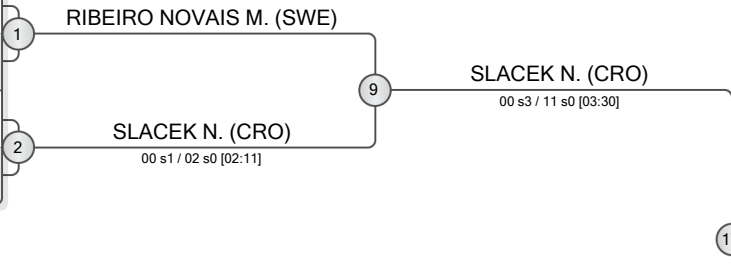 RIBEIRO NOVAIS M. (SWE)
1
SLACEK N. (CRO)
9
00 s3 / 11 s0 [03:30]
SLACEK N. (CRO)
2
00 s1 / 02 s0 [02:11]